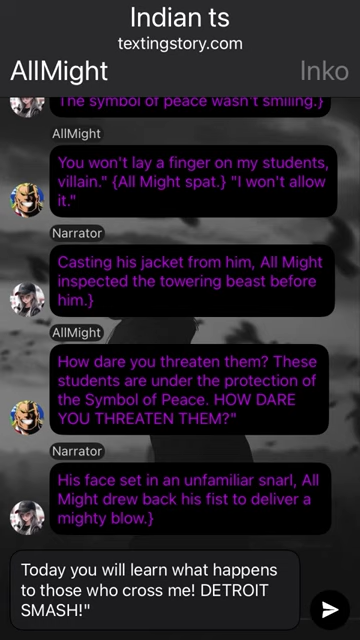 Indian ts
textingstory.com
AllMight
Inko
The symbol of peace wasn't smiling.}
AllMight
You won't lay a finger on my students,
villain." {All Might spat.} "I won't allow
it."
Narrator
Casting his jacket from him, All Might
inspected the towering beast before
him.}
AllMight
How dare you threaten them? These
students are under the protection of
the Symbol of Peace. HOW DARE
YOU THREATEN THEM?"
Narrator
His face set in an unfamiliar snarl, All
Might drew back his fist to deliver a
mighty blow.}
Today you will learn what happens
to those who cross me! DETROIT
SMASH!"